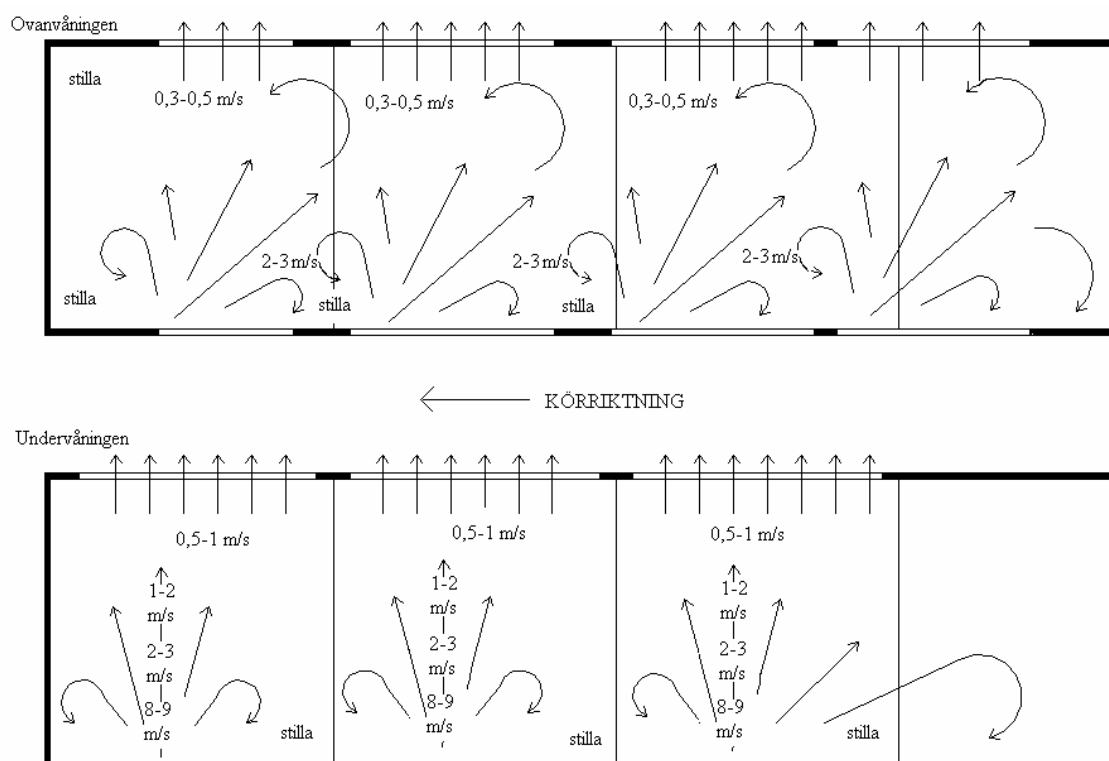 Ovanvåningen
stilla
0,3-0,5 m/s
0,3-0,5 m/s
0,3-0,5 m/s
2-3 m/s
2-3 m/s
2-3 m/s
stilla
stilla
stilla
KÖRRIKTNING
Undervåningen
0,5-1 m/s
0,5-1 m/s
0,5-1 m/s
1-2
m/s
2-3
m/s
8-9
m/s
stilla
1-2
m/s
2-3
m/s
8-9
m/s
stilla
1-2
m/s
2-3
m/s
8-9
m/s
stilla